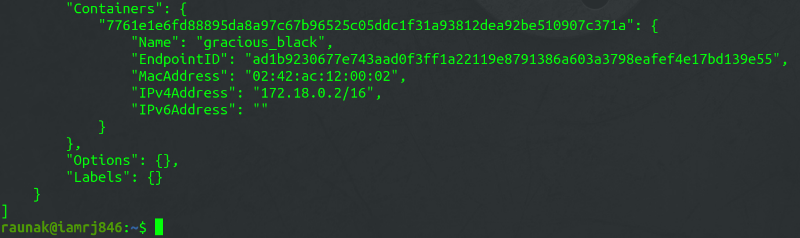 "Containers": {
"7761e1e6fd88895da8a97c67b96525c05ddc1f31a93812dea92be510907c371a": {
"Name": "gracious_black",
"EndpointID": "ad1b9230677e743aad0f3ff1a22119e8791386a603a3798eafef4e17bd139e55",
"MacAddress": "02:42:ac:12:00:02",
"IPv4Address": "172.18.0.2/16",
"IPv6Address": ""
}
},
"Options": {},
"Labels": {}
}
]
raunak@iamrj846:~$